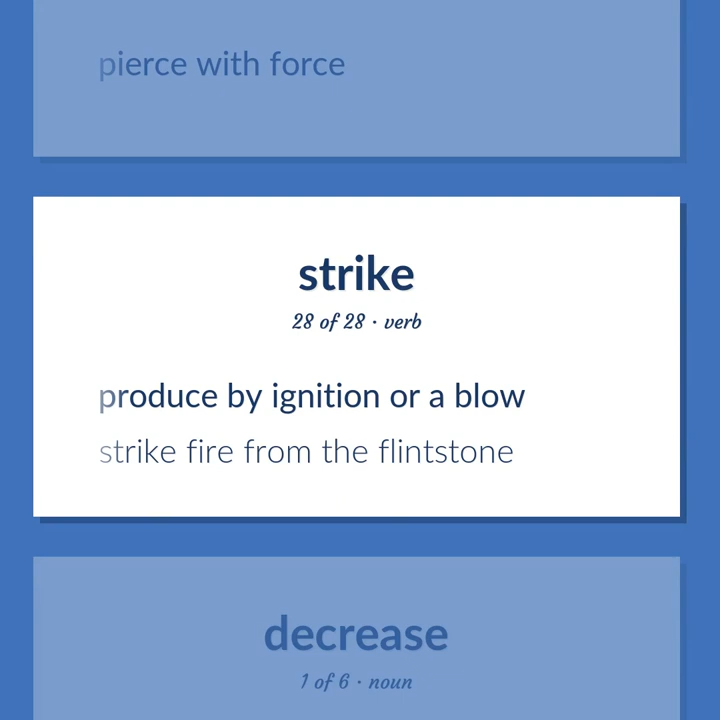 pierce with force
strike
28 of 28 · verb
produce by ignition or a blow
strike fire from the flintstone
decrease
1 of 6 · noun